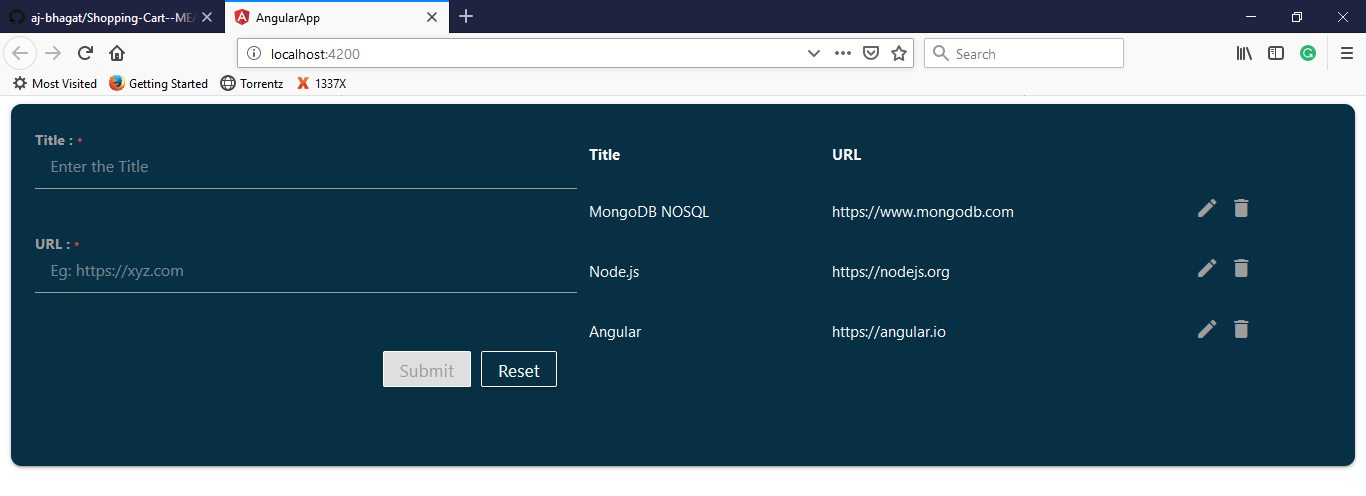 aj-bhagat/Shopping-Cart--MEA
AngularApp
localhost:4200
Search
Most Visited
Getting Started
Torrentz
1337X
Title : *
Enter the Title
URL : *
Eg: https://xyz.com
Submit
Reset
Title URL
MongoDB NOSQL https://www.mongodb.com
Node.js https://nodejs.org
Angular https://angular.io